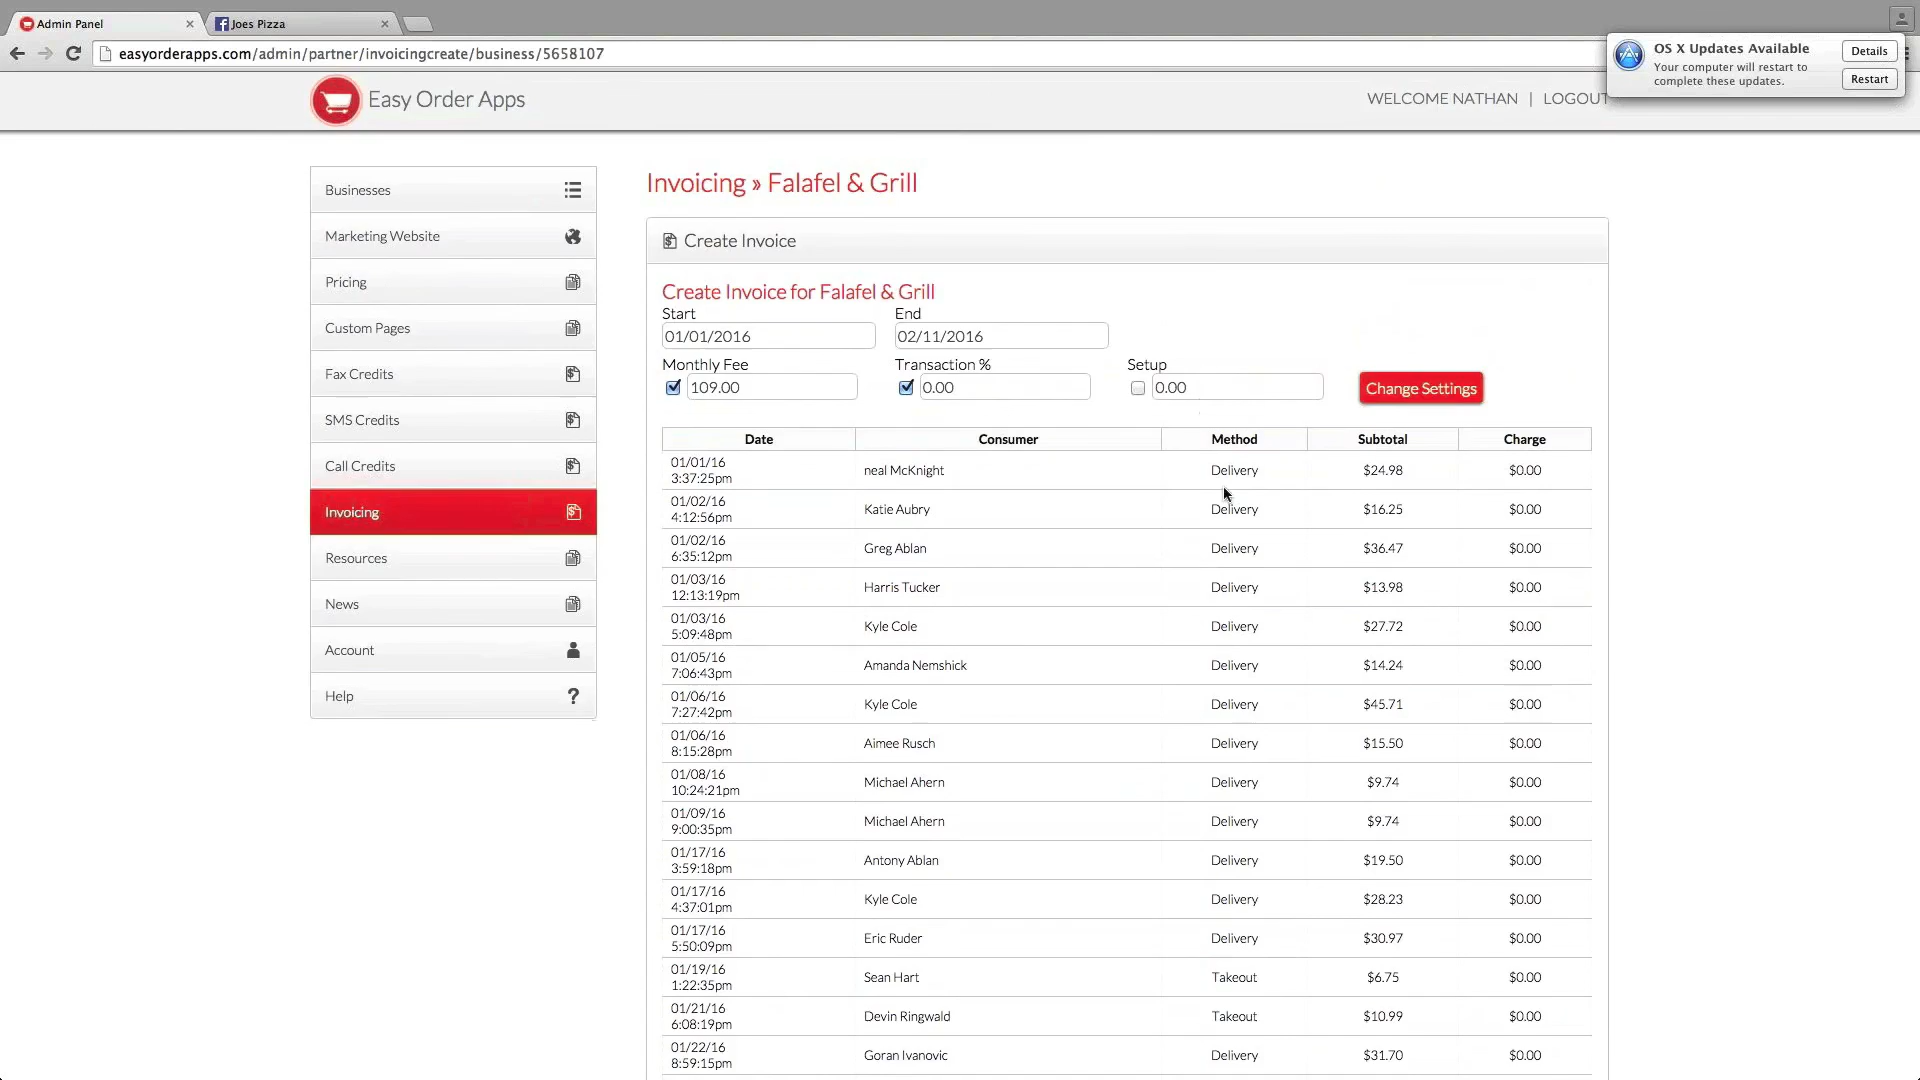 Admin Panel
Joes Pizza
easyorderapps.com/admin/partner/invoicingcreate/business/5658107
OS X Updates Available
Your computer will restart to
complete these updates.
Details
Restart
Easy Order Apps
WELCOME NATHAN | LOGOUT
Businesses
Marketing Website
Pricing
Custom Pages
Fax Credits
SMS Credits
Call Credits
Invoicing
Resources
News
Account
Help
Invoicing » Falafel & Grill
Create Invoice
Create Invoice for Falafel & Grill
Start End
01/01/2016 02/11/2016
Monthly Fee Transaction % Setup
109.00 0.00 0.00 Change Settings
Date Consumer Method Subtotal Charge
01/01/16
3:37:25pm neal McKnight Delivery $24.98 $0.00
01/02/16
4:12:56pm Katie Aubry Delivery $16.25 $0.00
01/02/16
6:35:12pm Greg Ablan Delivery $36.47 $0.00
01/03/16
12:13:19pm Harris Tucker Delivery $13.98 $0.00
01/03/16
5:09:48pm Kyle Cole Delivery $27.72 $0.00
01/05/16
7:06:43pm Amanda Nemshick Delivery $14.24 $0.00
01/06/16
7:27:42pm Kyle Cole Delivery $45.71 $0.00
01/06/16
8:15:28pm Aimee Rusch Delivery $15.50 $0.00
01/08/16
10:24:21pm Michael Ahern Delivery $9.74 $0.00
01/09/16
9:00:35pm Michael Ahern Delivery $9.74 $0.00
01/17/16
3:59:18pm Antony Ablan Delivery $19.50 $0.00
01/17/16
4:37:01pm Kyle Cole Delivery $28.23 $0.00
01/17/16
5:50:09pm Eric Ruder Delivery $30.97 $0.00
01/19/16
1:22:35pm Sean Hart Takeout $6.75 $0.00
01/21/16
6:08:19pm Devin Ringwald Takeout $10.99 $0.00
01/22/16
8:59:15pm Goran Ivanovic Delivery $31.70 $0.00